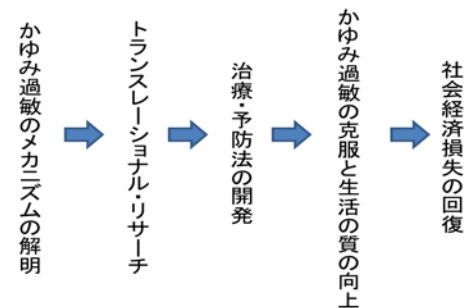 かゆみ過敏のメカニズムの解明
トランスレーショナル・リサーチ
治療・予防法の開発
かゆみ過敏の克服と生活の質の向上
社会経済損失の回復